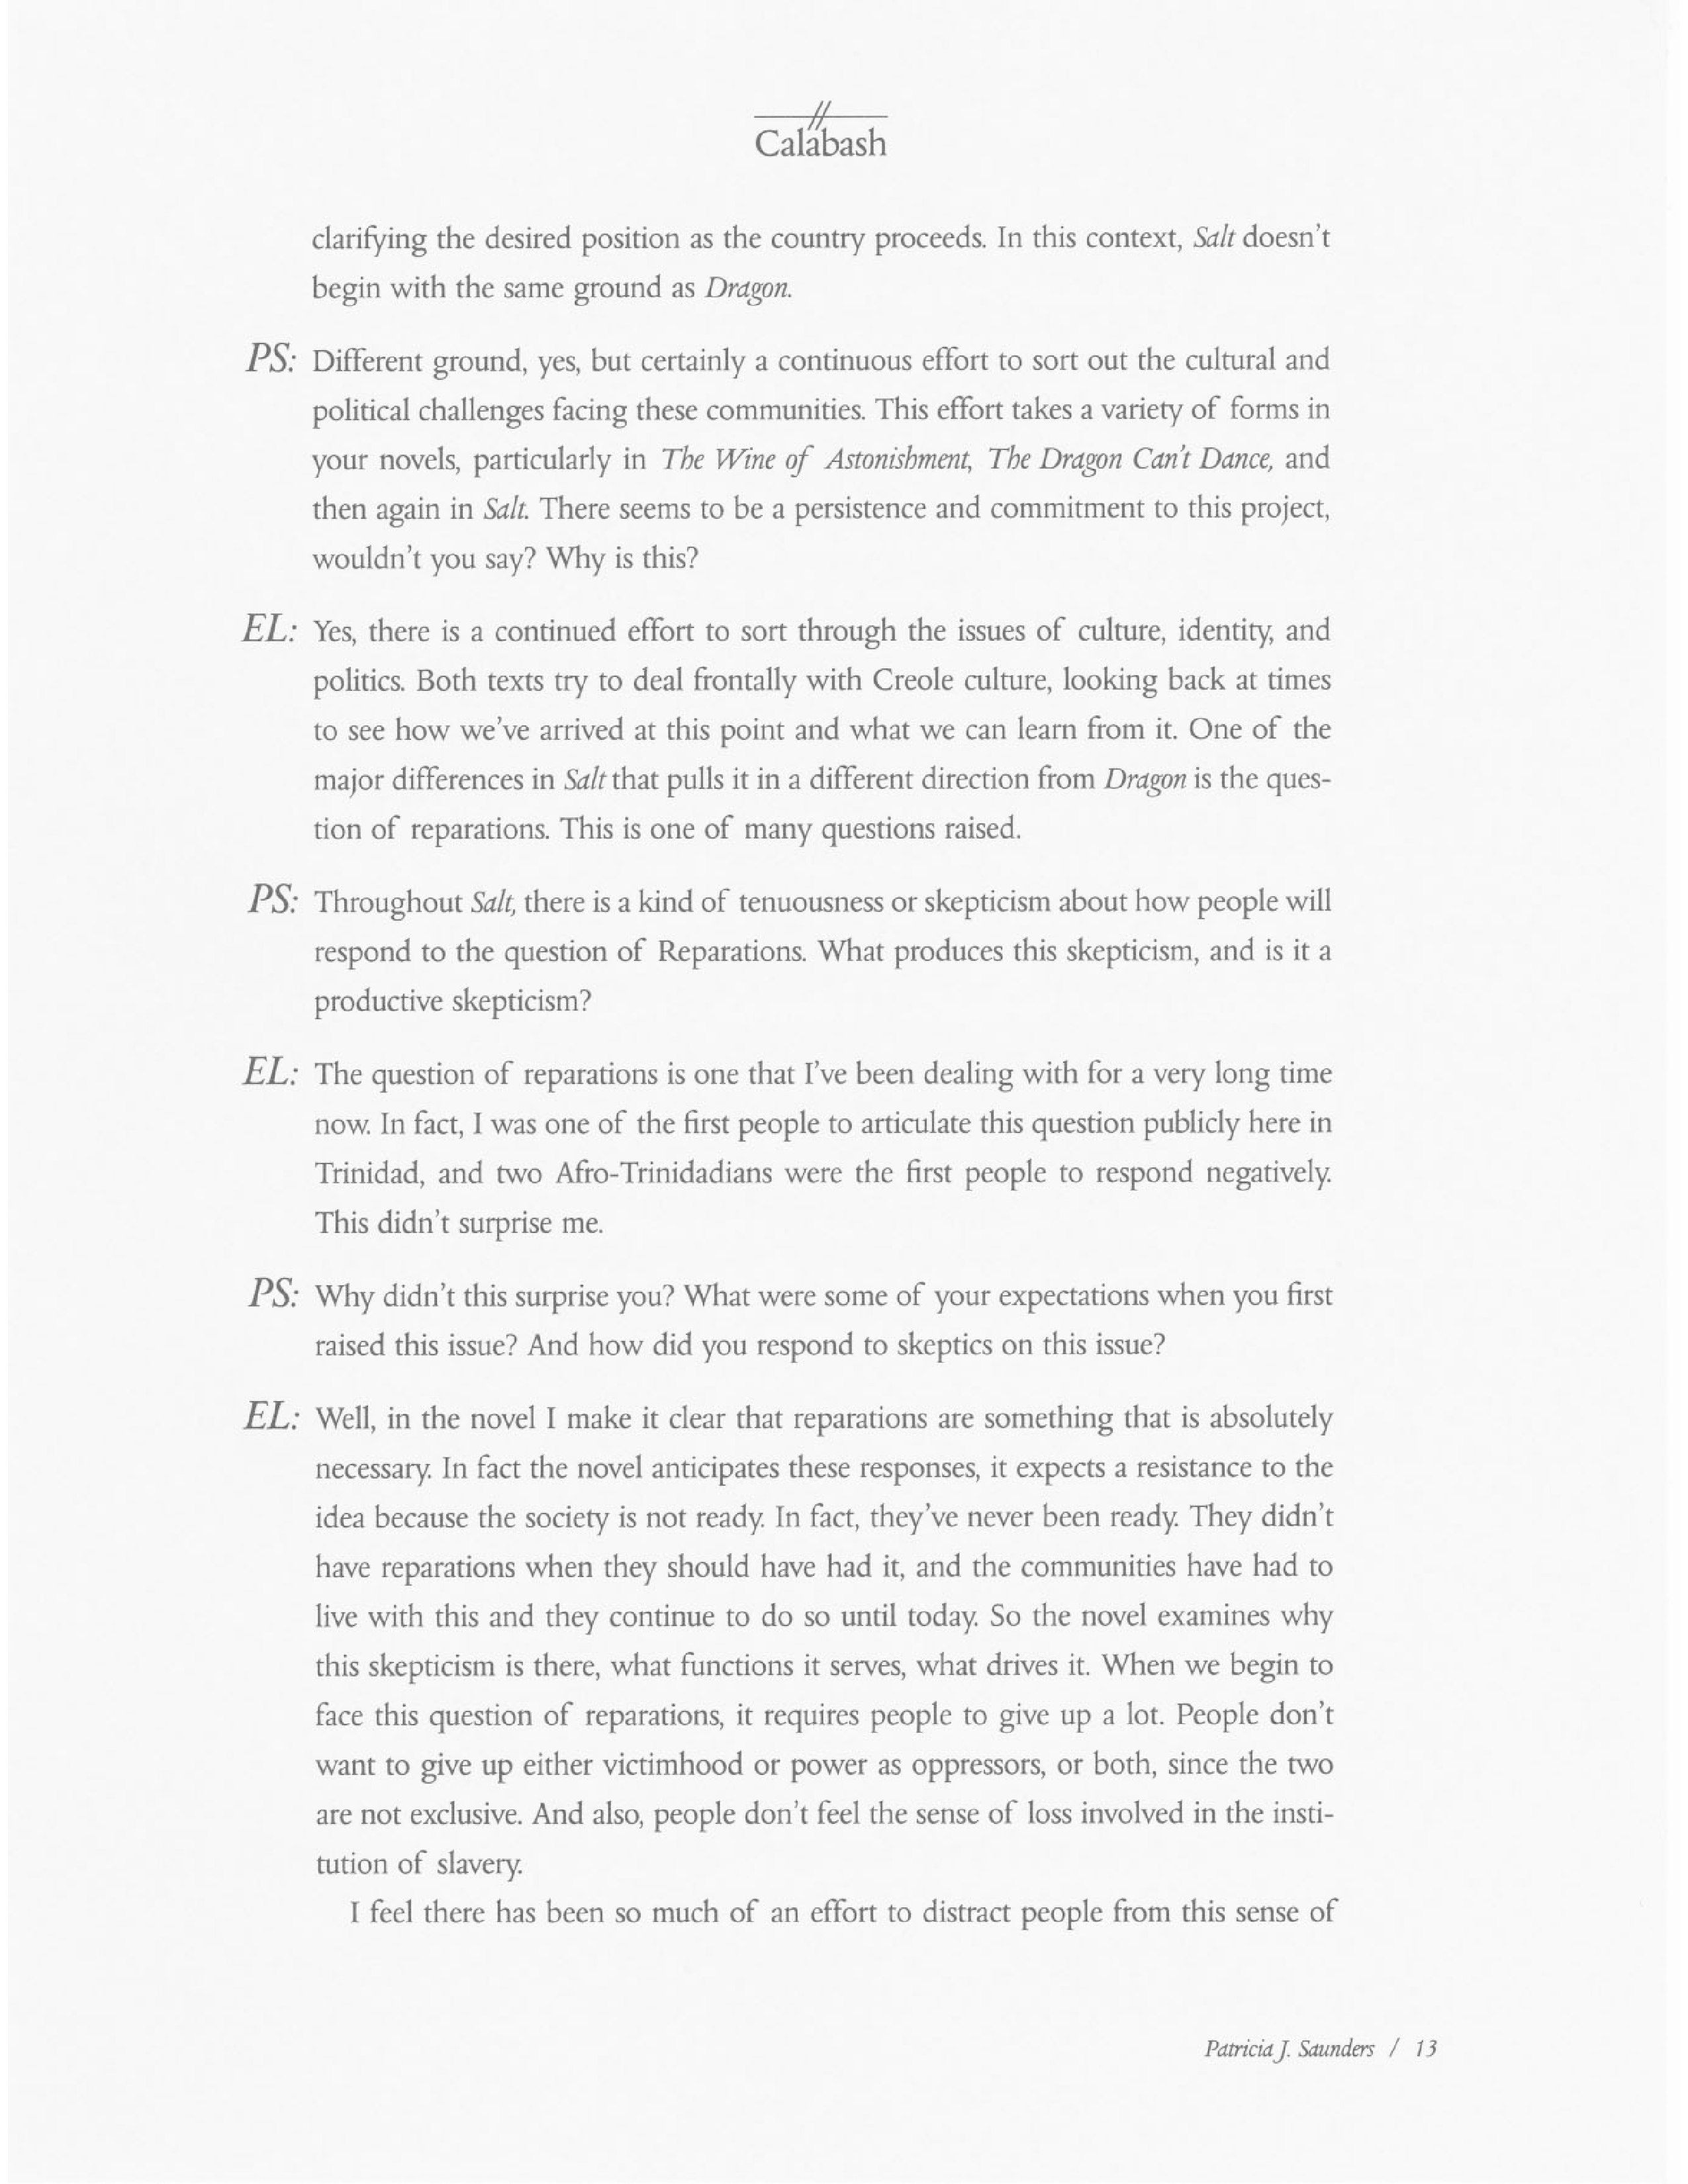 Calabash
clarifying the desired position as the country proceeds. In this context, Salt doesn't
begin with the same ground as Dragon.
PS: Different ground, yes, but certainly a continuous effort to sort out the cultural and
political challenges facing these communities. This effort takes a variety of forms in
your novels, particularly in The Wine of Astonishment, The Dragon Can't Dance, and
then again in Salt. There seems to be a persistence and commitment to this project,
wouldn't you say? Why is this?
EL: Yes, there is a continued effort to sort through the issues of culture, identity, and
politics. Both texts try to deal frontally with Creole culture, looking back at times
to see how we've arrived at this point and what we can learn from it. One of the
major differences in Salt that pulls it in a different direction from Dragon is the ques-
tion of reparations. This is one of many questions raised.
PS: Throughout Salt, there is a kind of tenuousness or skepticism about how people will
respond to the question of Reparations. What produces this skepticism, and is it a
productive skepticism?
EL: The question of reparations is one that I've been dealing with for a very long time
now. In fact, I was one of the first people to articulate this question publicly here in
Trinidad, and two Afro-Trinidadians were the first people to respond negatively.
This didn't surprise me.
PS: Why didn't this surprise you? What were some of your expectations when you first
raised this issue? And how did you respond to skeptics on this issue?
EL: Well, in the novel I make it clear that reparations are something that is absolutely
necessary. In fact the novel anticipates these responses, it expects a resistance to the
idea because the society is not ready. In fact, they've never been ready. They didn't
have reparations when they should have had it, and the communities have had to
live with this and they continue to do so until today. So the novel examines why
this skepticism is there, what functions it serves, what drives it. When we begin to
face this question of reparations, it requires people to give up a lot. People don't
want to give up either victimhood or power as oppressors, or both, since the two
are not exclusive. And also, people don't feel the sense of loss involved in the insti-
tution of slavery.
I feel there has been so much of an effort to distract people from this sense of
Patricia J. Saunders / 13